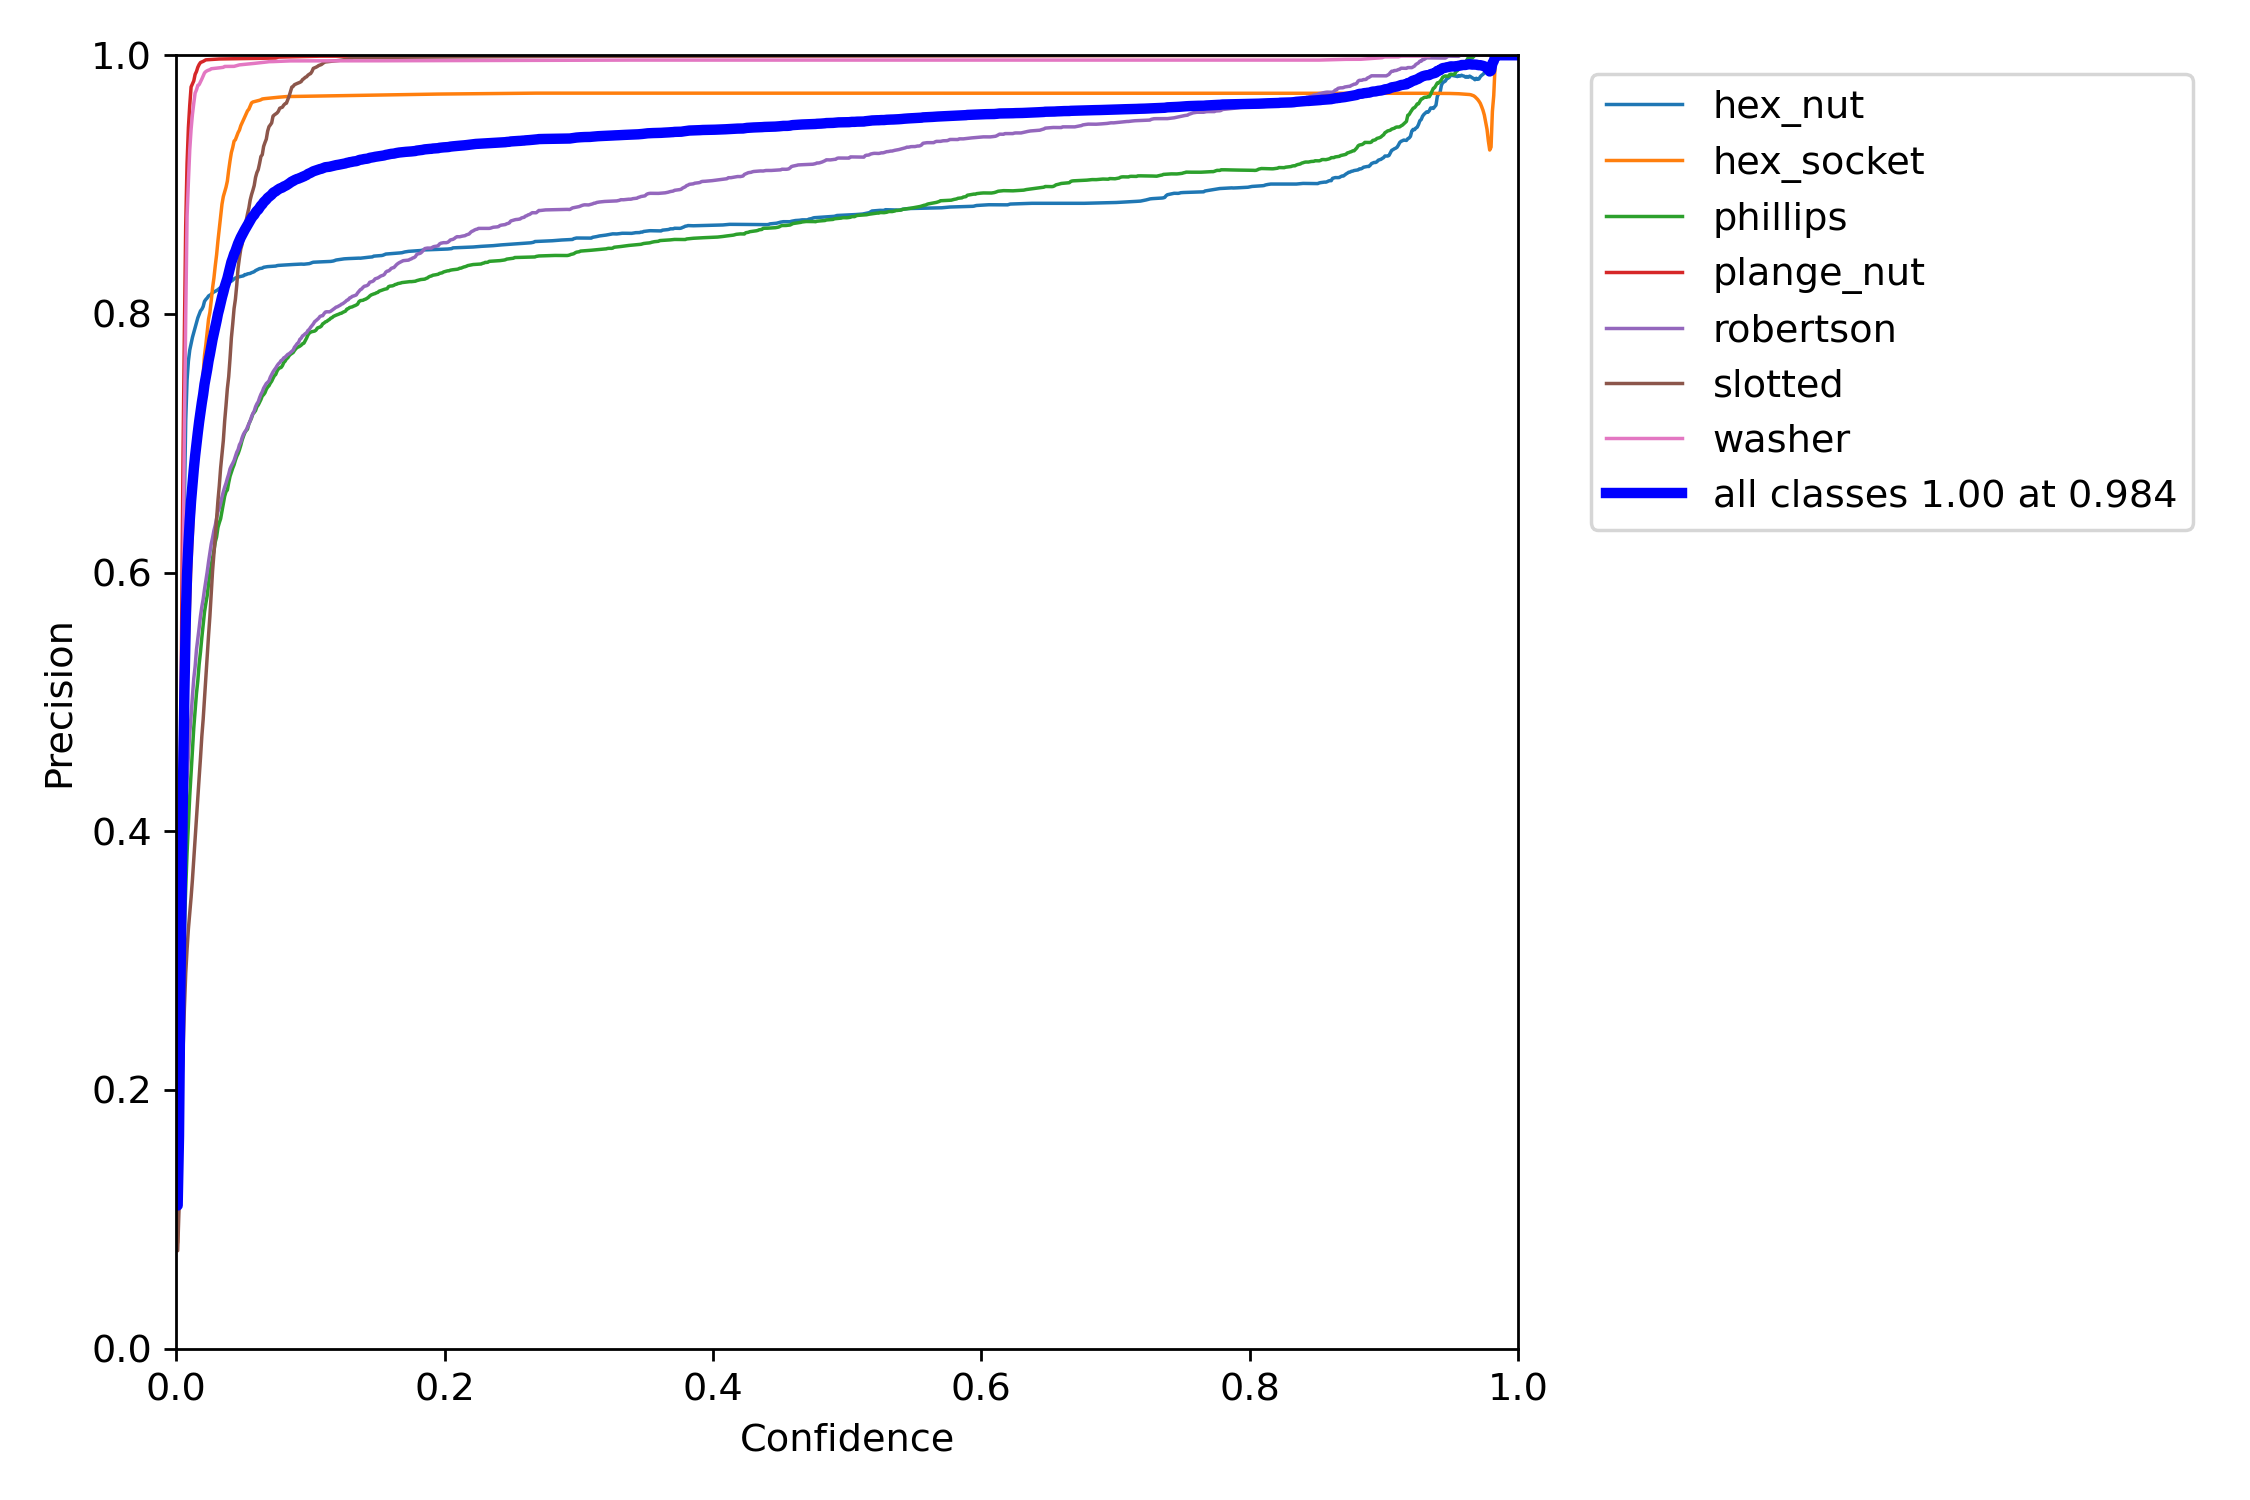 1.0
0.8
0.6
0.4
0.2
0.0
0.0 0.2 0.4 0.6 0.8 1.0
Precision
Confidence
hex_nut
hex_socket
phillips
plange_nut
robertson
slotted
washer
all classes 1.00 at 0.984